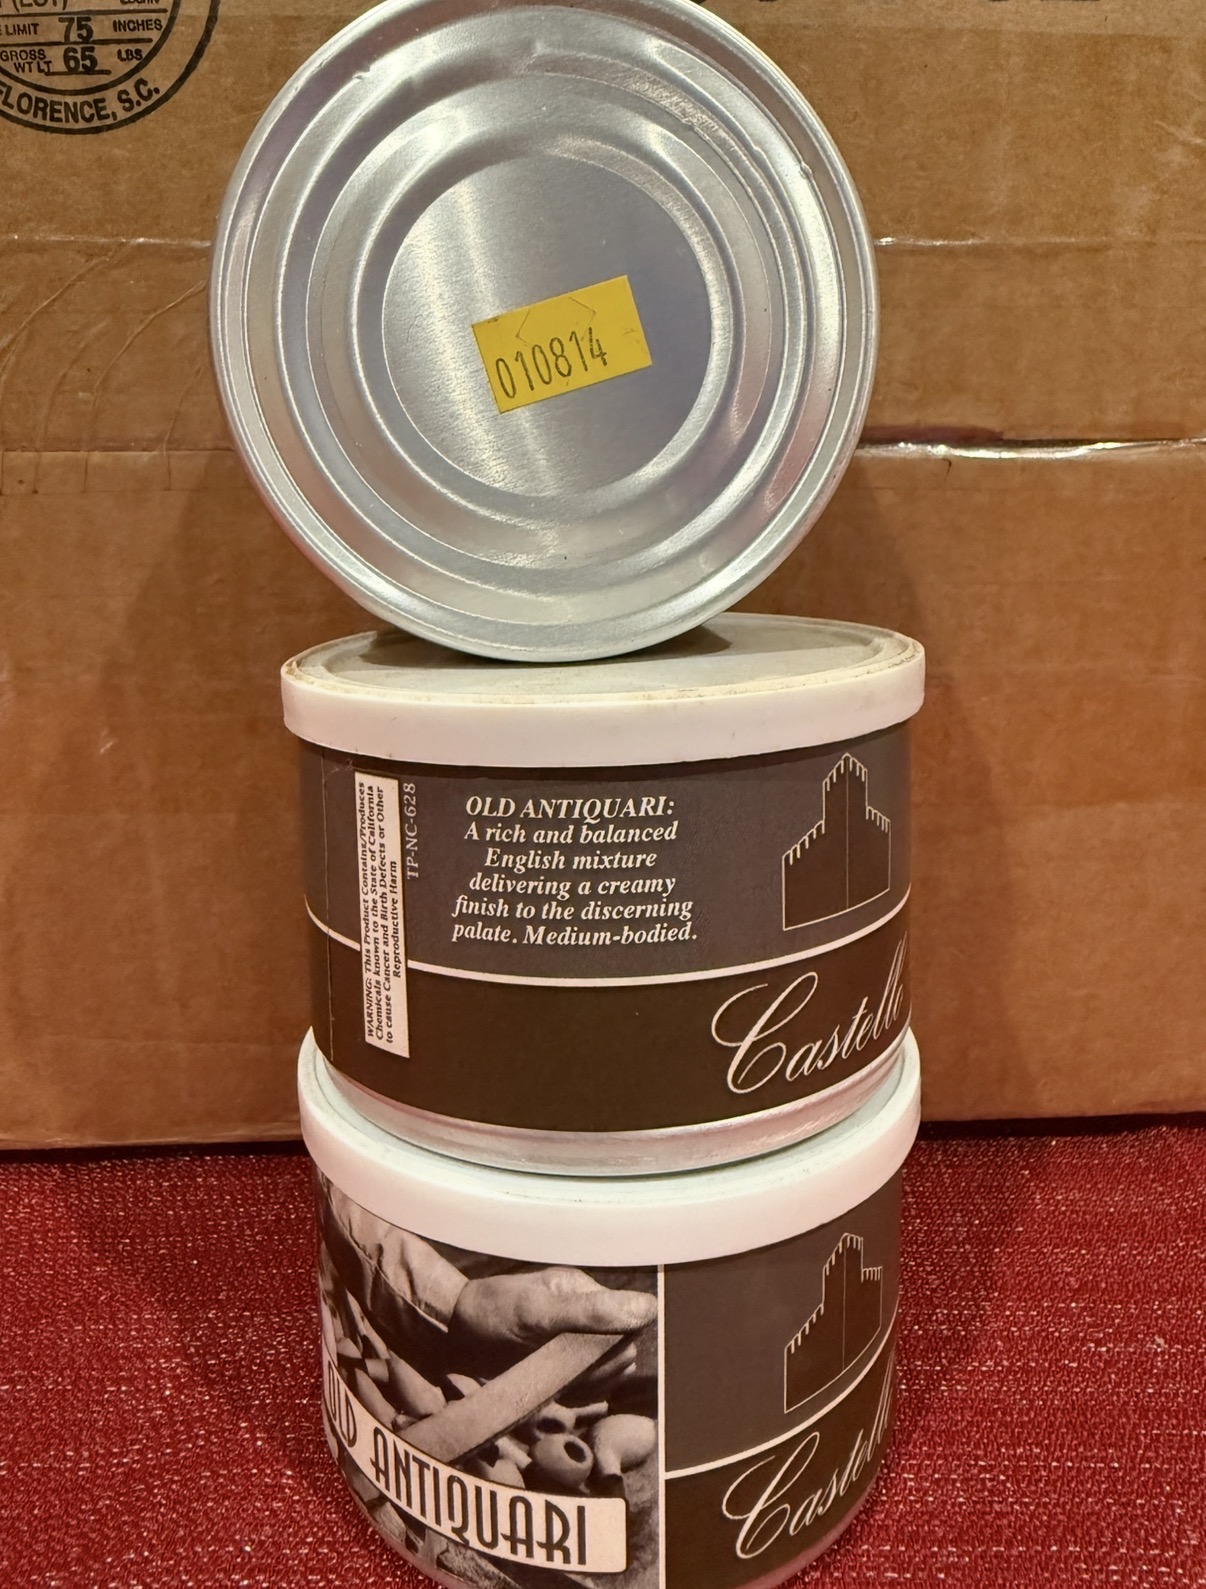 LIMIT 75 INCHES
GROSS
WT LT 65 LBS
FLORENCE, S.C.
010814
WARNING: This Product Contains/Produces
Chemicals known to the State of California
to cause Cancer and Birth Defects or Other
Reproductive Harm
TP-NC-628
OLD ANTIQUARI:
A rich and balanced
English mixture
delivering a creamy
finish to the discerning
palate. Medium-bodied.
Castello
OLD ANTIQUARI
Castello